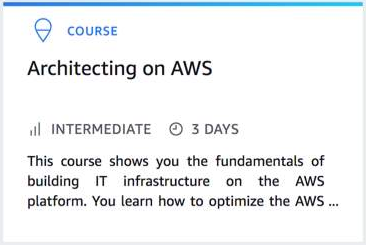 COURSE
Architecting on AWS
INTERMEDIATE 3 DAYS
This course shows you the fundamentals of
building IT infrastructure on the AWS
platform. You learn how to optimize the AWS ...